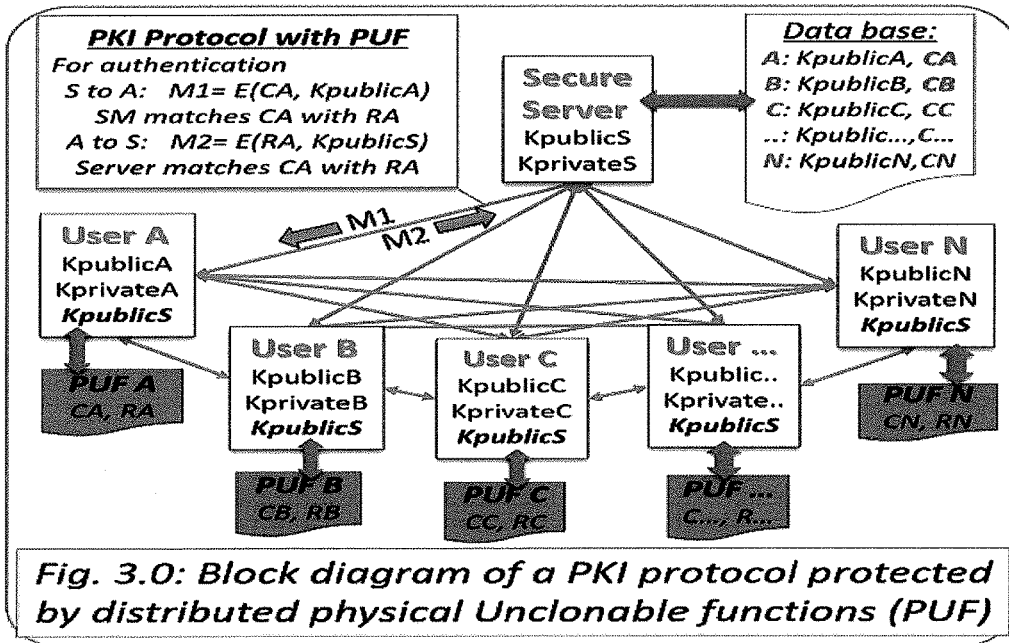 PKI Protocol with PUF
For authentication
S to A: M1= E(CA, KpublicA)
SM matches CA with RA
A to S: M2= E(RA, KpublicS)
Server matches CA with RA
Secure
Server
KpublicS
KprivateS
Data base:
A: KpublicA, CA
B: KpublicB, CB
C: KpublicC, CC
..: Kpublic...,C...
N: KpublicN,CN
M1
M2
User A
KpublicA
KprivateA
KpublicS
PUF A
CA, RA
User B
KpublicB
KprivateB
KpublicS
PUF B
CB, RB
User C
KpublicC
KprivateC
KpublicS
PUF C
CC, RC
User ...
Kpublic..
Kprivate..
KpublicS
PUF ...
C..., R...
User N
KpublicN
KprivateN
KpublicS
PUF N
CN, RN
Fig. 3.0: Block diagram of a PKI protocol protected
by distributed physical Unclonable functions (PUF)